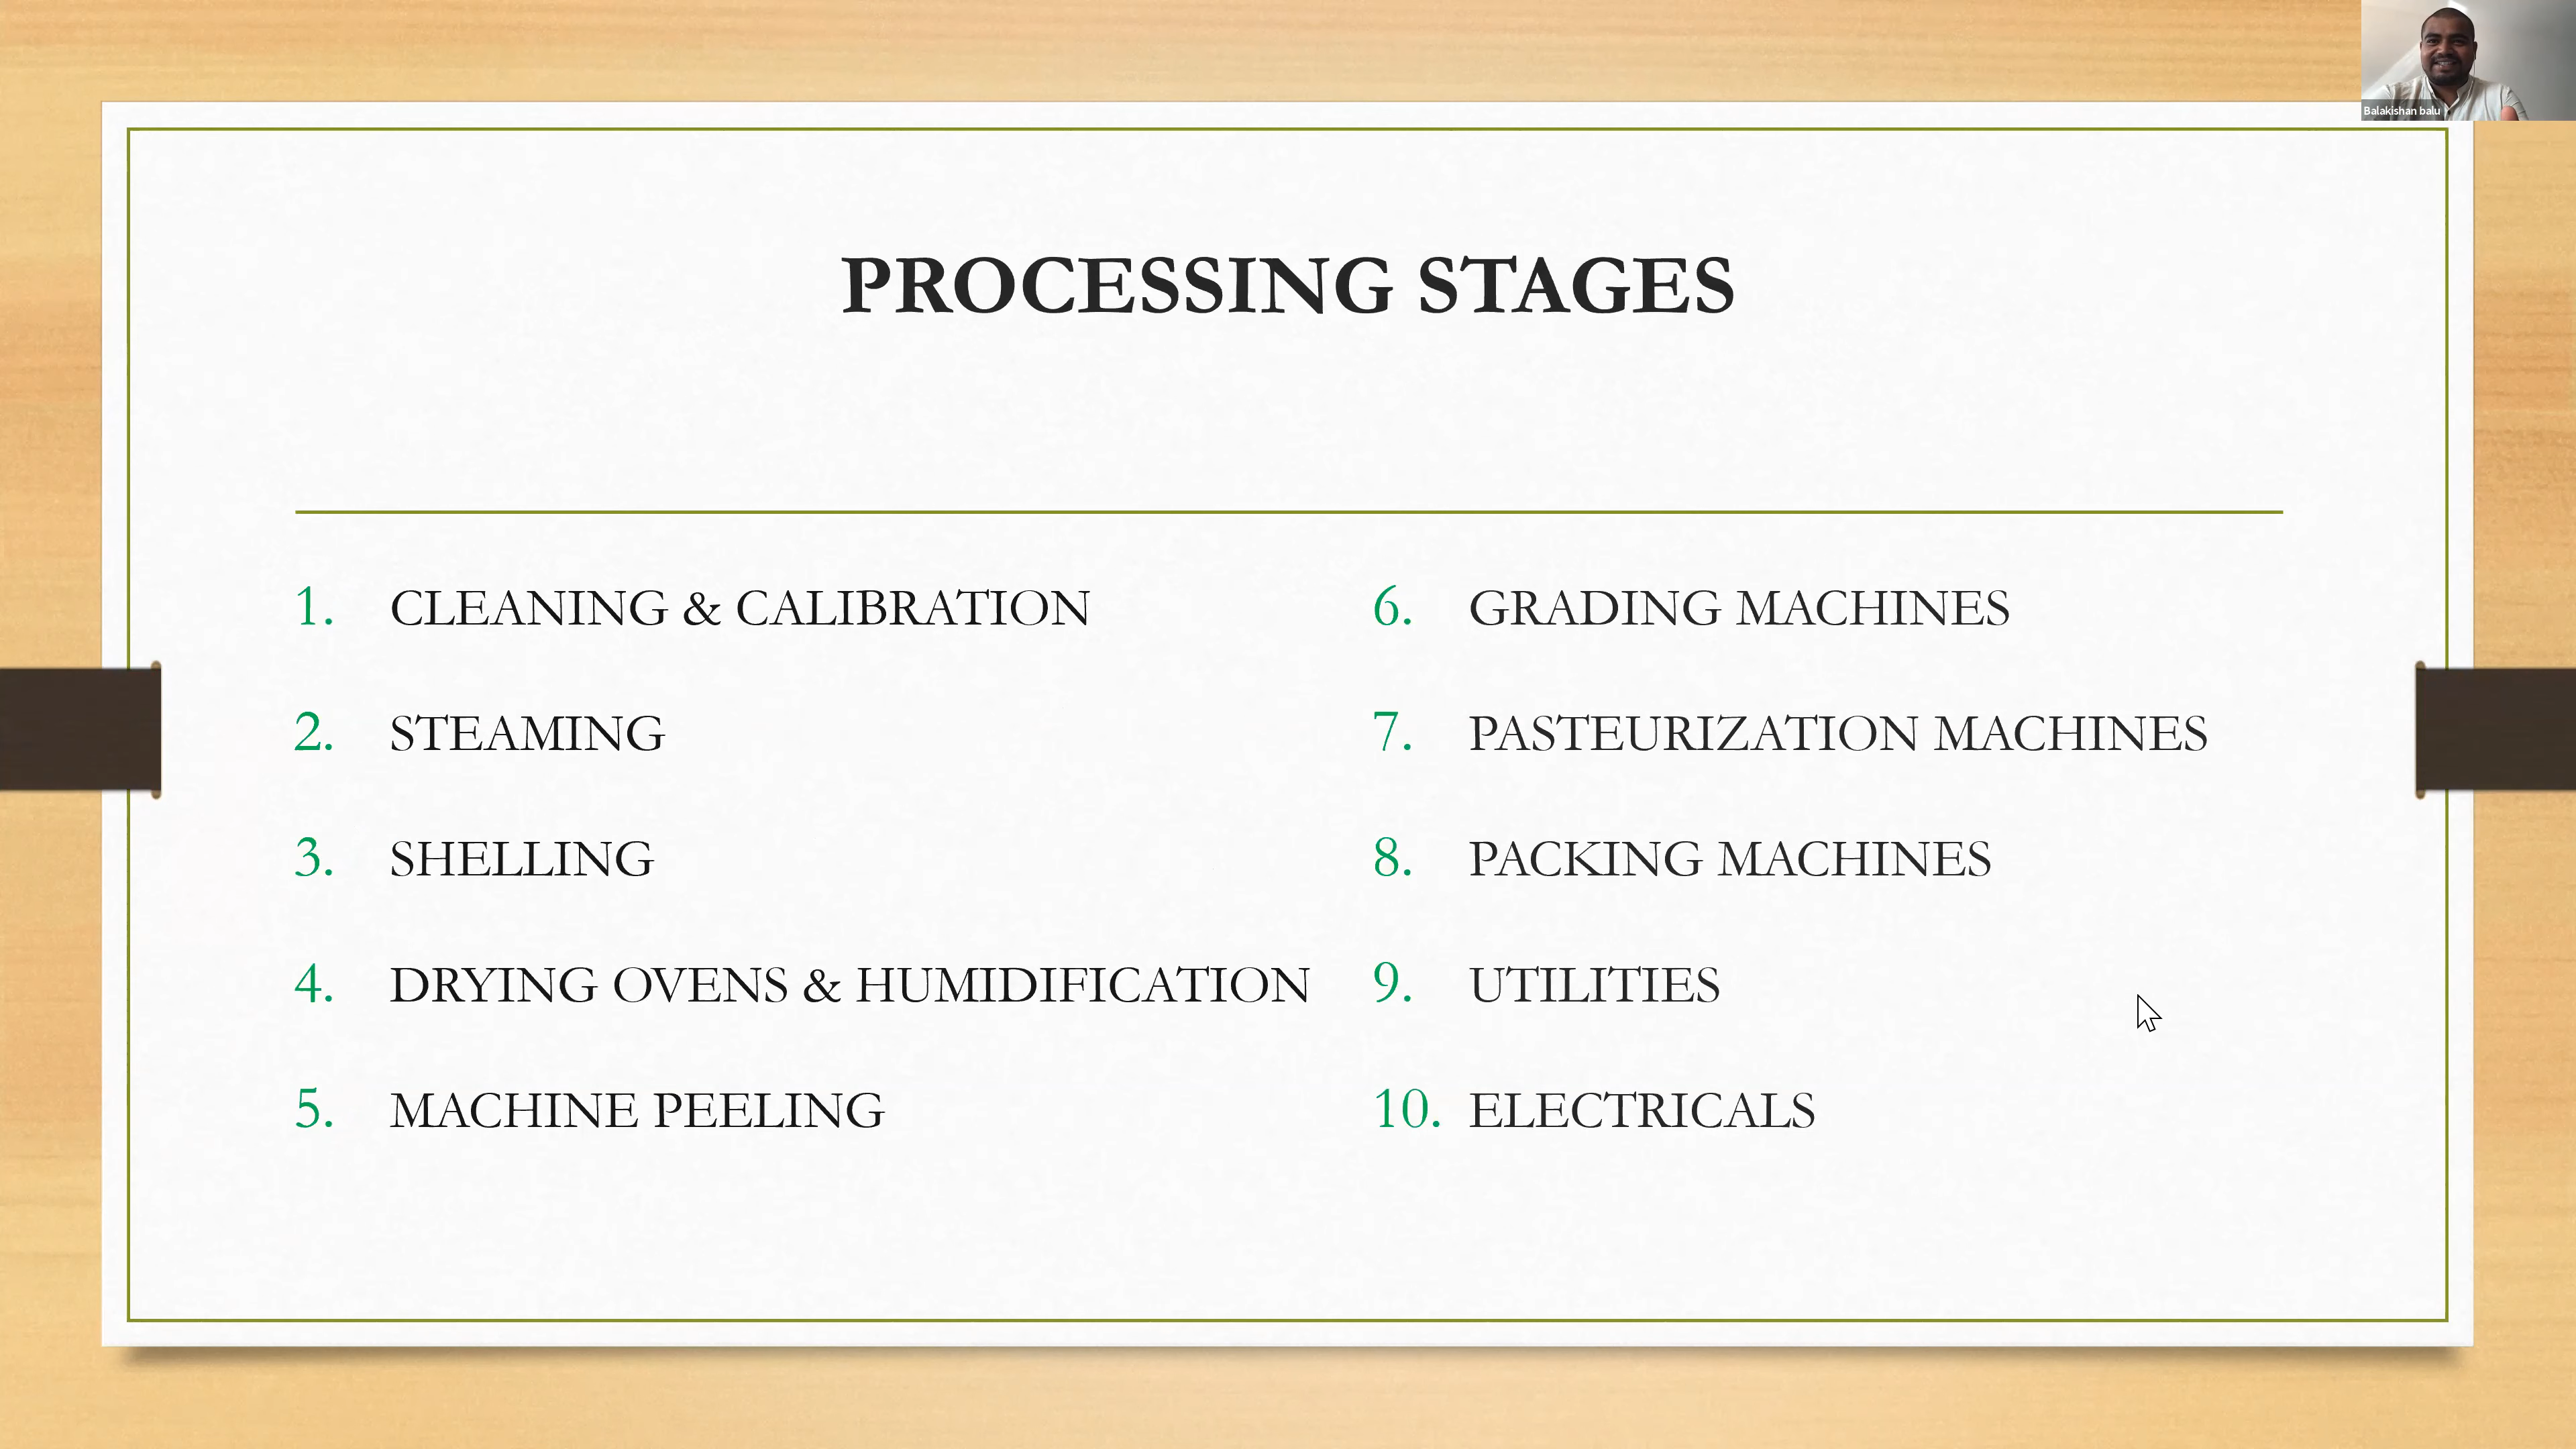 Balakishan balu
PROCESSING STAGES
1. CLEANING & CALIBRATION
2. STEAMING
3. SHELLING
4. DRYING OVENS & HUMIDIFICATION
5. MACHINE PEELING
6. GRADING MACHINES
7. PASTEURIZATION MACHINES
8. PACKING MACHINES
9. UTILITIES
10. ELECTRICALS